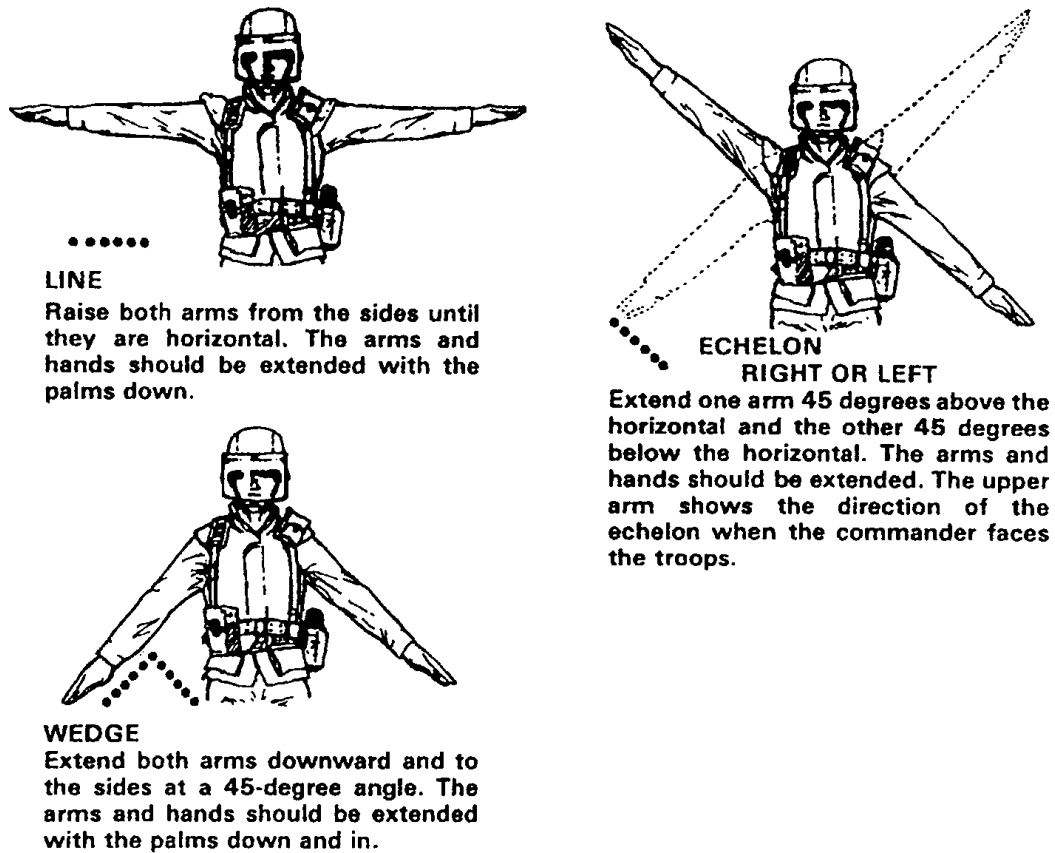 LINE
Raise both arms from the sides until
they are horizontal. The arms and
hands should be extended with the
palms down.
WEDGE
Extend both arms downward and to
the sides at a 45-degree angle. The
arms and hands should be extended
with the palms down and in.
ECHELON
RIGHT OR LEFT
Extend one arm 45 degrees above the
horizontal and the other 45 degrees
below the horizontal. The arms and
hands should be extended. The upper
arm shows the direction of the
echelon when the commander faces
the troops.